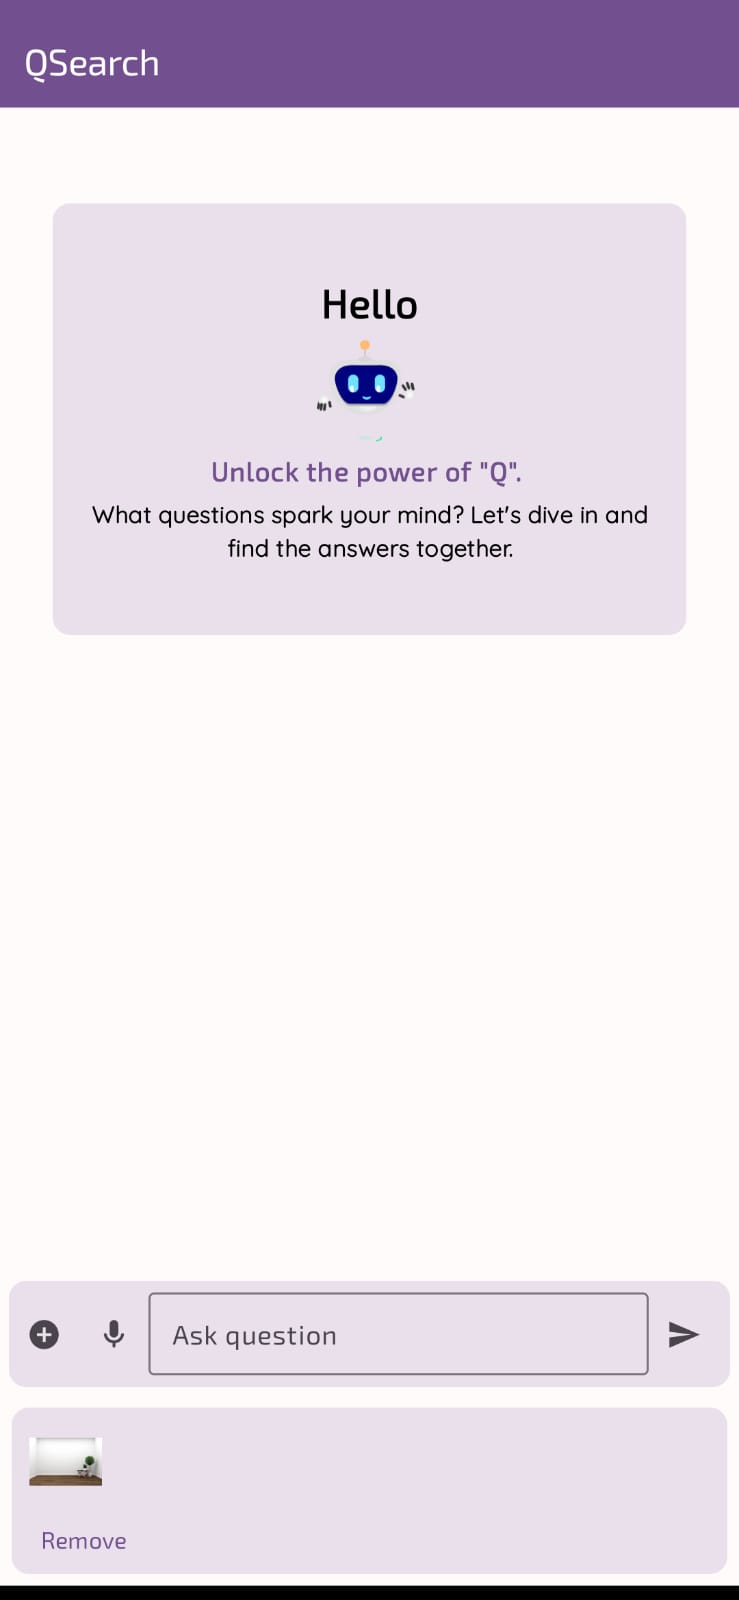 QSearch
Hello
Unlock the power of "Q".
What questions spark your mind? Let's dive in and
find the answers together.
Ask question
Remove